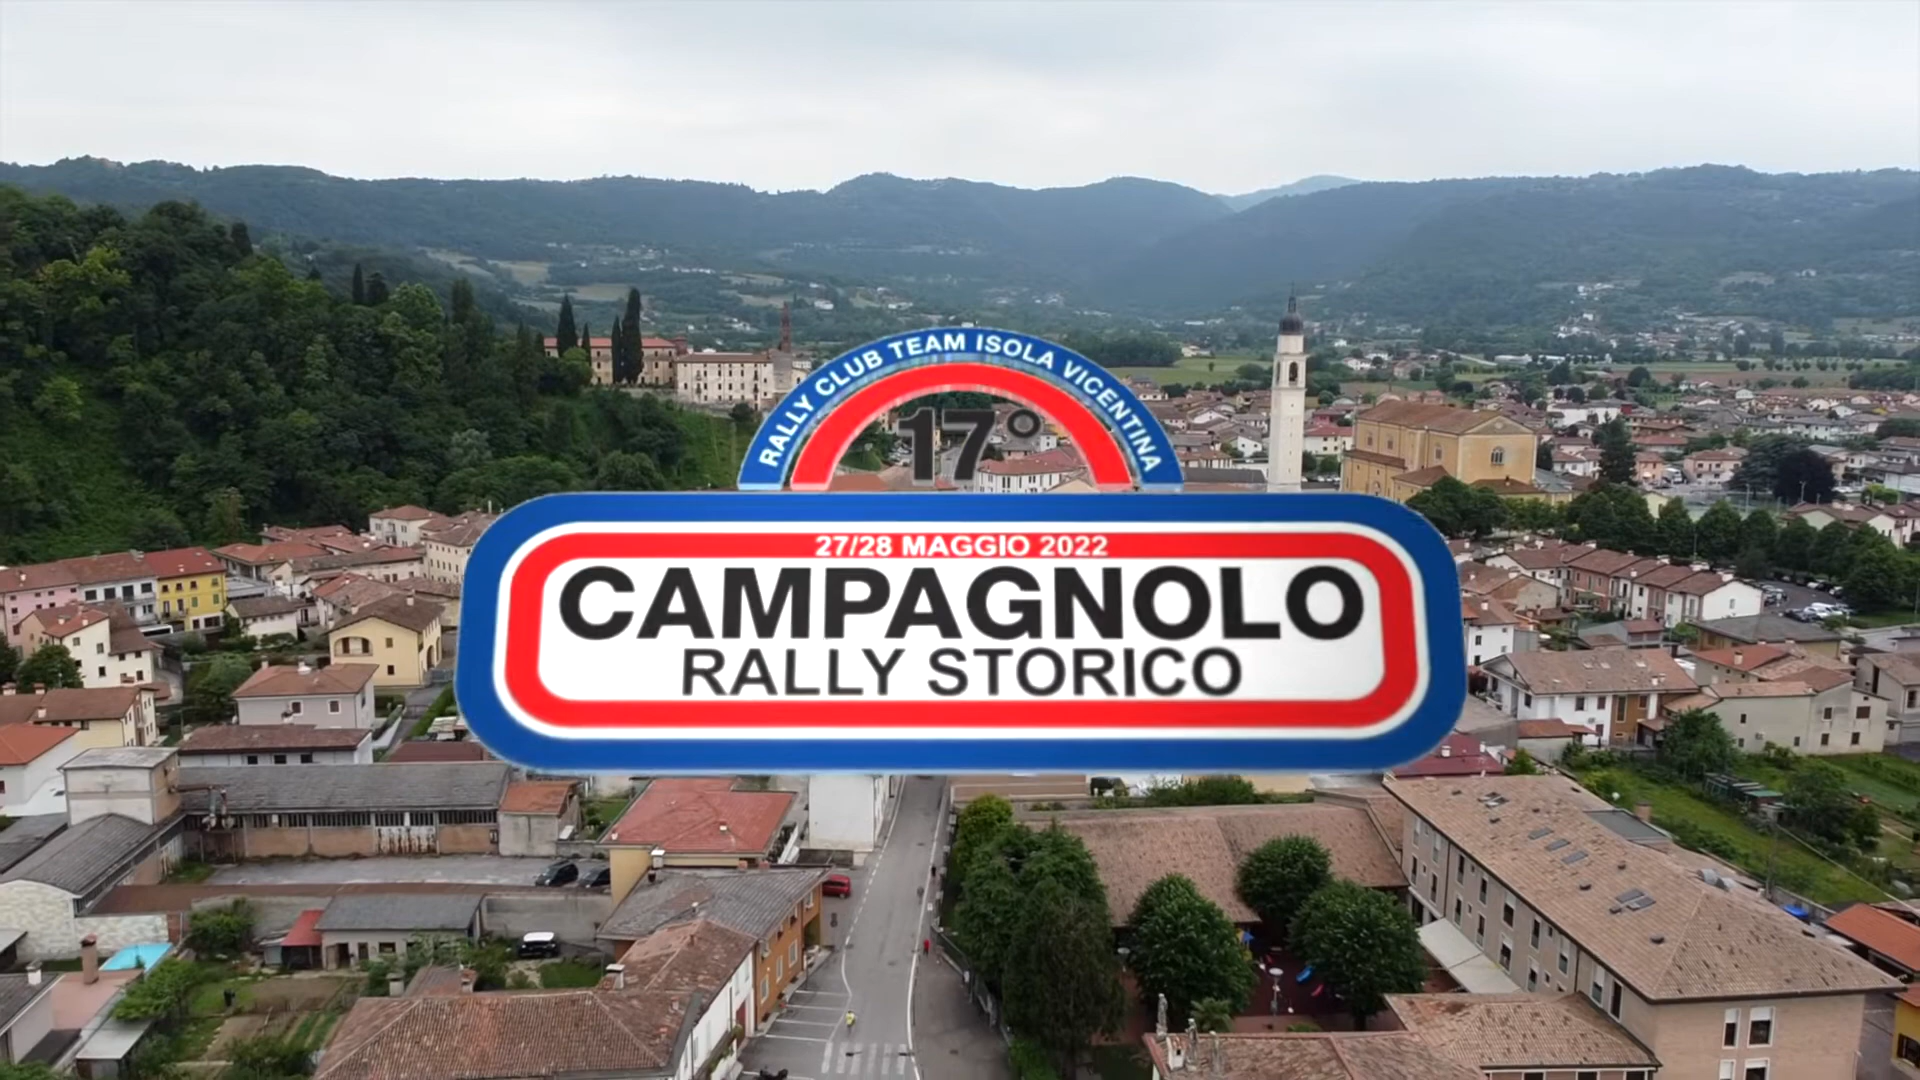 RALLY CLUB TEAM ISOLA VICENTINA
17°
27/28 MAGGIO 2022
CAMPAGNOLO
RALLY STORICO